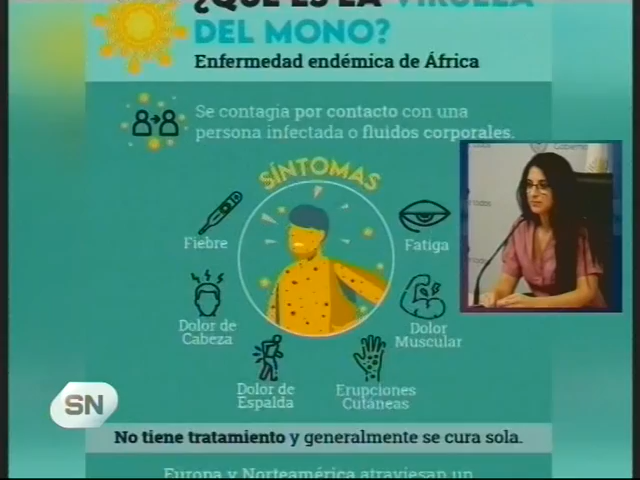 ¿QUÉ ES LA VIRUELA
DEL MONO?
Enfermedad endémica de África
Se contagia por contacto con una
persona infectada o fluidos corporales.
SÍNTOMAS
Fiebre
Fatiga
Dolor de
Cabeza
Dolor
Muscular
Dolor de
Espalda
Erupciones
Cutáneas
SN
No tiene tratamiento y generalmente se cura sola.
Europa y Norteamérica atraviesan un